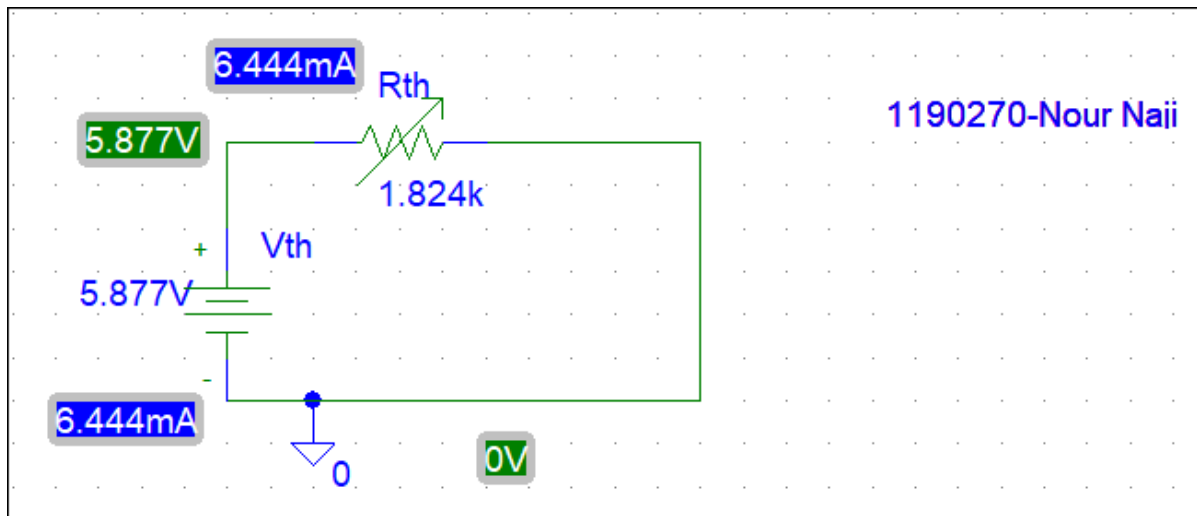 6.444mA
Rth
1190270-Nour Naji
5.877V
1.824k
+
Vth
5.877V
-
6.444mA
0
0V